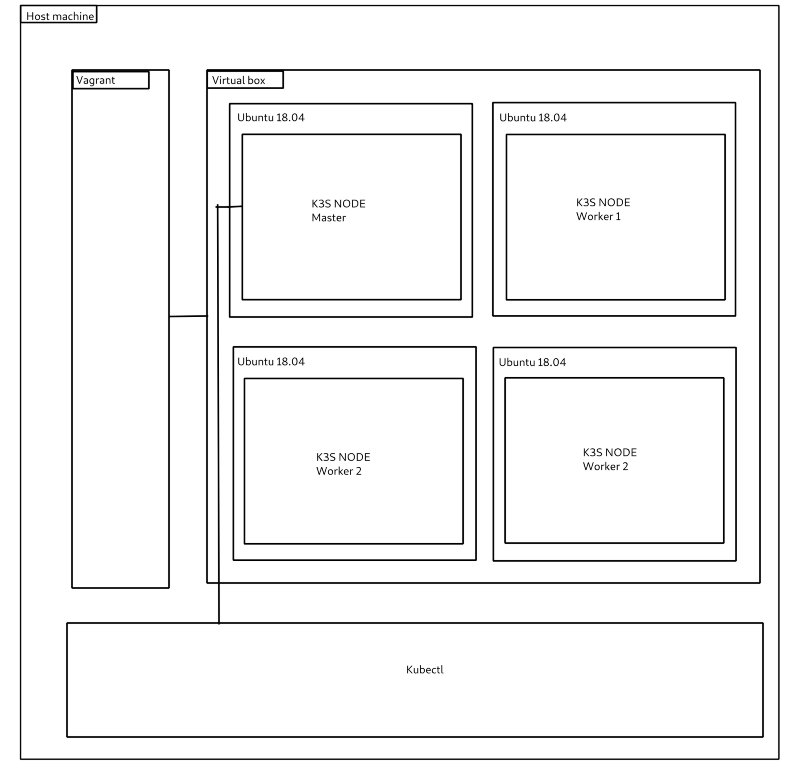 Host machine
Vagrant
Virtual box
Ubuntu 18.04
K3S NODE
Master
Ubuntu 18.04
K3S NODE
Worker 1
Ubuntu 18.04
K3S NODE
Worker 2
Ubuntu 18.04
K3S NODE
Worker 2
Kubectl